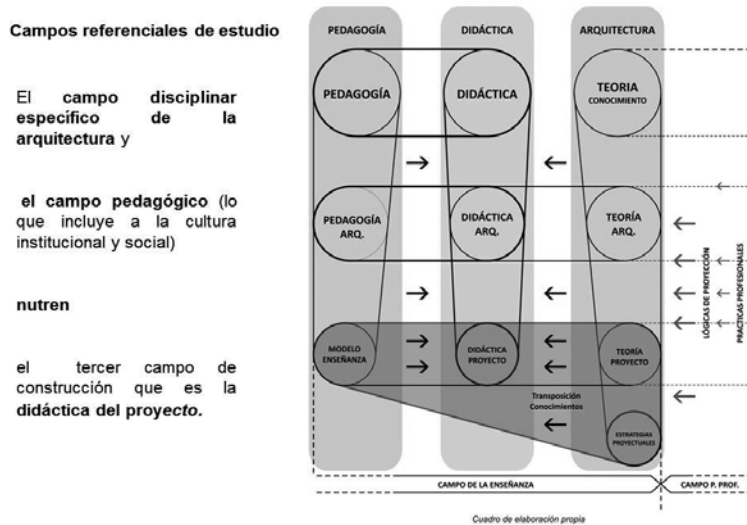 Campos referenciales de estudio
El campo disciplinar
específico de la
arquitectura y
el campo pedagógico (lo
que incluye a la cultura
institucional y social)
nutren
el tercer campo de
construcción que es la
didáctica del proyecto.
PEDAGOGÍA
DIDÁCTICA
ARQUITECTURA
PEDAGOGÍA
DIDÁCTICA
TEORIA
CONOCIMIENTO
PEDAGOGÍA
ARQ.
DIDÁCTICA
ARQ.
TEORÍA
ARQ.
MODELO
ENSEÑANZA
DIDÁCTICA
PROYECTO
TEORÍA
PROYECTO
Transposición
Conocimientos
ESTRATEGIAS
PROYECTUALES
LÓGICAS DE PROYECCIÓN
PRACTICAS PROFESIONALES
CAMPO DE LA ENSEÑANZA
CAMPO P. PROF.
Cuadro de elaboración propia